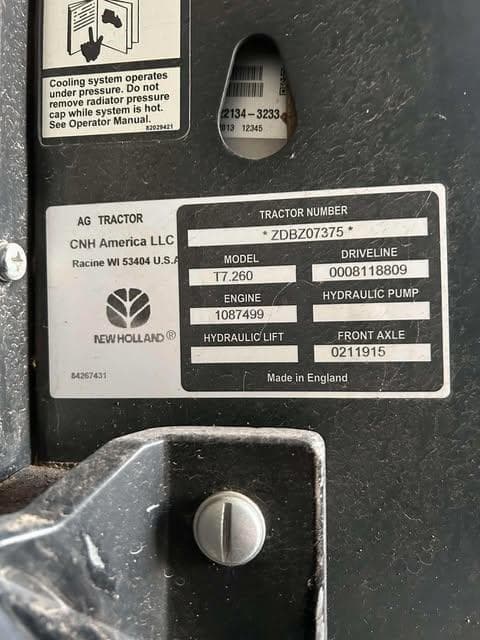 Cooling system operates
under pressure. Do not
remove radiator pressure
cap while system is hot.
See Operator Manual.
82029421
2134-3233
013 12345
AG TRACTOR
CNH America LLC
Racine WI 53404 U.S.A
NEW HOLLAND®
84267431
TRACTOR NUMBER
* ZDBZ07375 *
MODEL
T7.260
DRIVELINE
0008118809
ENGINE
1087499
HYDRAULIC PUMP
HYDRAULIC LIFT
FRONT AXLE
0211915
Made in England